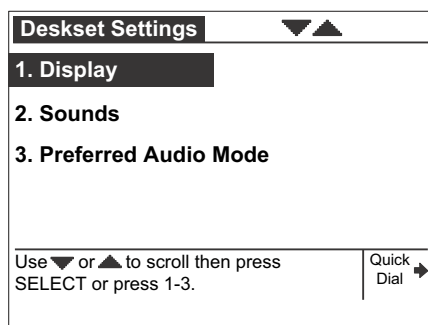 Deskset Settings
1. Display
2. Sounds
3. Preferred Audio Mode
Use ▼ or ▲ to scroll then press
SELECT or press 1-3.
Quick
Dial